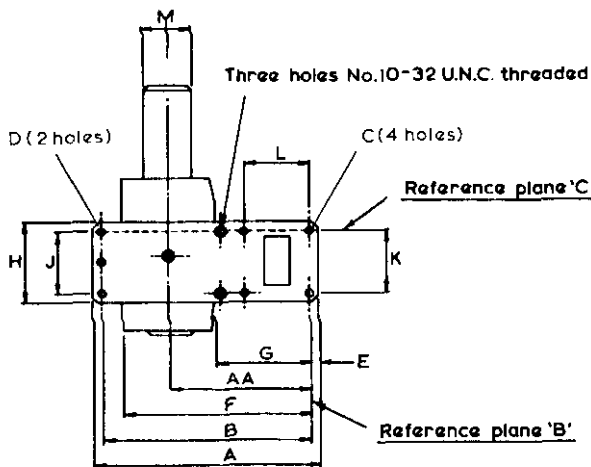 M
Three holes No.10-32 U.N.C. threaded
D (2 holes)
C (4 holes)
L
Reference plane 'C
H
J
K
G
E
AA
F
B
Reference plane 'B'
A